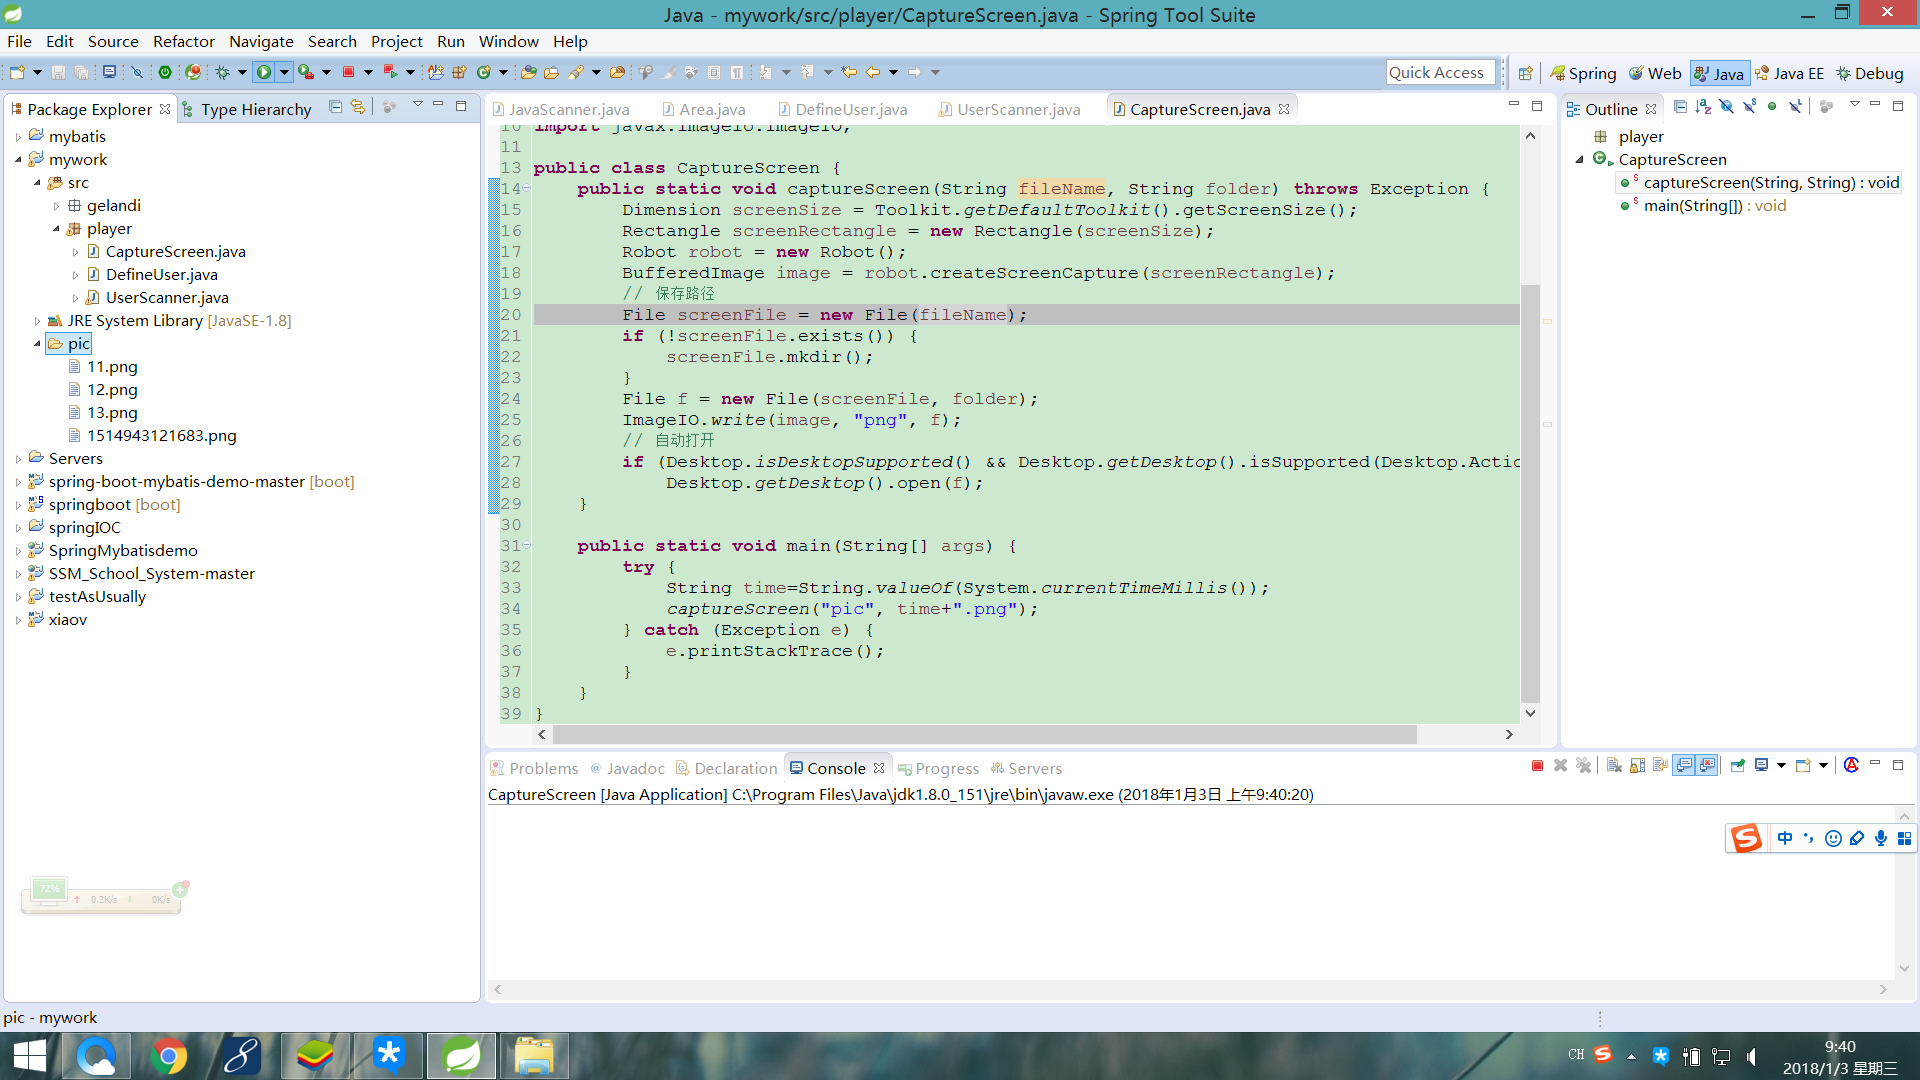 Java - mywork/src/player/CaptureScreen.java - Spring Tool Suite
File Edit Source Refactor Navigate Search Project Run Window Help
Quick Access
Spring Web Java Java EE Debug
Package Explorer Type Hierarchy
mybatis
mywork
src
gelandi
player
CaptureScreen.java
DefineUser.java
UserScanner.java
JRE System Library [JavaSE-1.8]
pic
11.png
12.png
13.png
1514943121683.png
Servers
spring-boot-mybatis-demo-master [boot]
springboot [boot]
springIOC
SpringMybatisdemo
SSM_School_System-master
testAsUsually
xiaov
72% 0.2K/s 0K/s
JavaScanner.java Area.java DefineUser.java UserScanner.java CaptureScreen.java
10 import javax.imageio.ImageIO;
11
13 public class CaptureScreen {
14 public static void captureScreen(String fileName, String folder) throws Exception {
15 Dimension screenSize = Toolkit.getDefaultToolkit().getScreenSize();
16 Rectangle screenRectangle = new Rectangle(screenSize);
17 Robot robot = new Robot();
18 BufferedImage image = robot.createScreenCapture(screenRectangle);
19 // 保存路径
20 File screenFile = new File(fileName);
21 if (!screenFile.exists()) {
22 screenFile.mkdir();
23 }
24 File f = new File(screenFile, folder);
25 ImageIO.write(image, "png", f);
26 // 自动打开
27 if (Desktop.isDesktopSupported() && Desktop.getDesktop().isSupported(Desktop.Actio
28 Desktop.getDesktop().open(f);
29 }
30
31 public static void main(String[] args) {
32 try {
33 String time=String.valueOf(System.currentTimeMillis());
34 captureScreen("pic", time+".png");
35 } catch (Exception e) {
36 e.printStackTrace();
37 }
38 }
39 }
Outline
player
CaptureScreen
captureScreen(String, String) : void
main(String[]) : void
Problems Javadoc Declaration Console Progress Servers
CaptureScreen [Java Application] C:\Program Files\Java\jdk1.8.0_151\jre\bin\javaw.exe (2018年1月3日 上午9:40:20)
中
pic - mywork
CH
9:40
2018/1/3 星期三